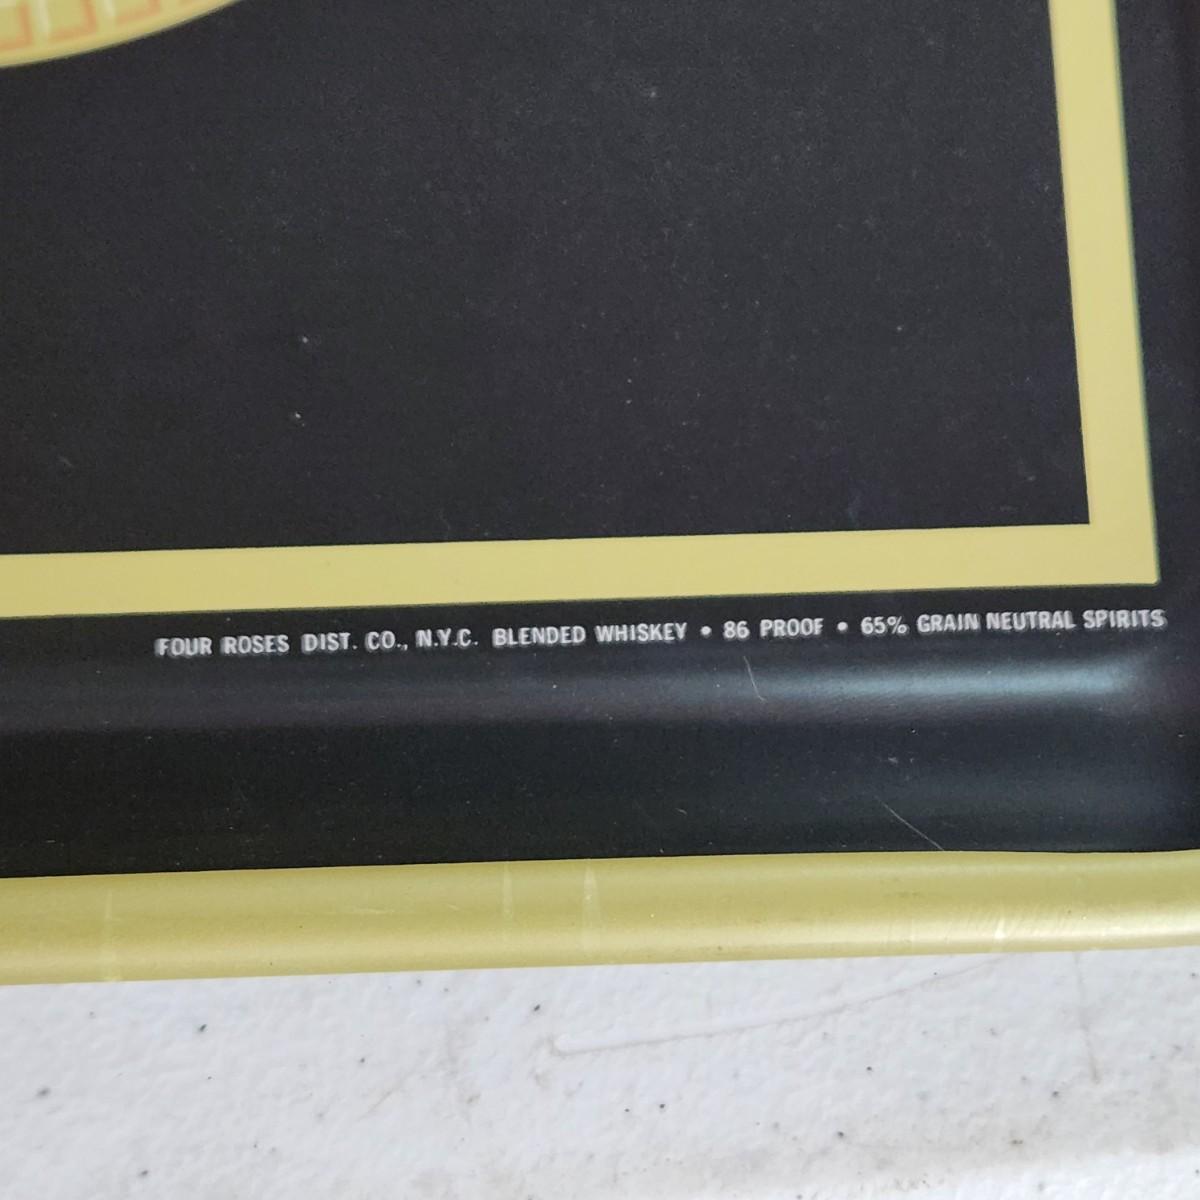 FOUR ROSES DIST. CO., N.Y.C. BLENDED WHISKEY • 86 PROOF • 65% GRAIN NEUTRAL SPIRITS